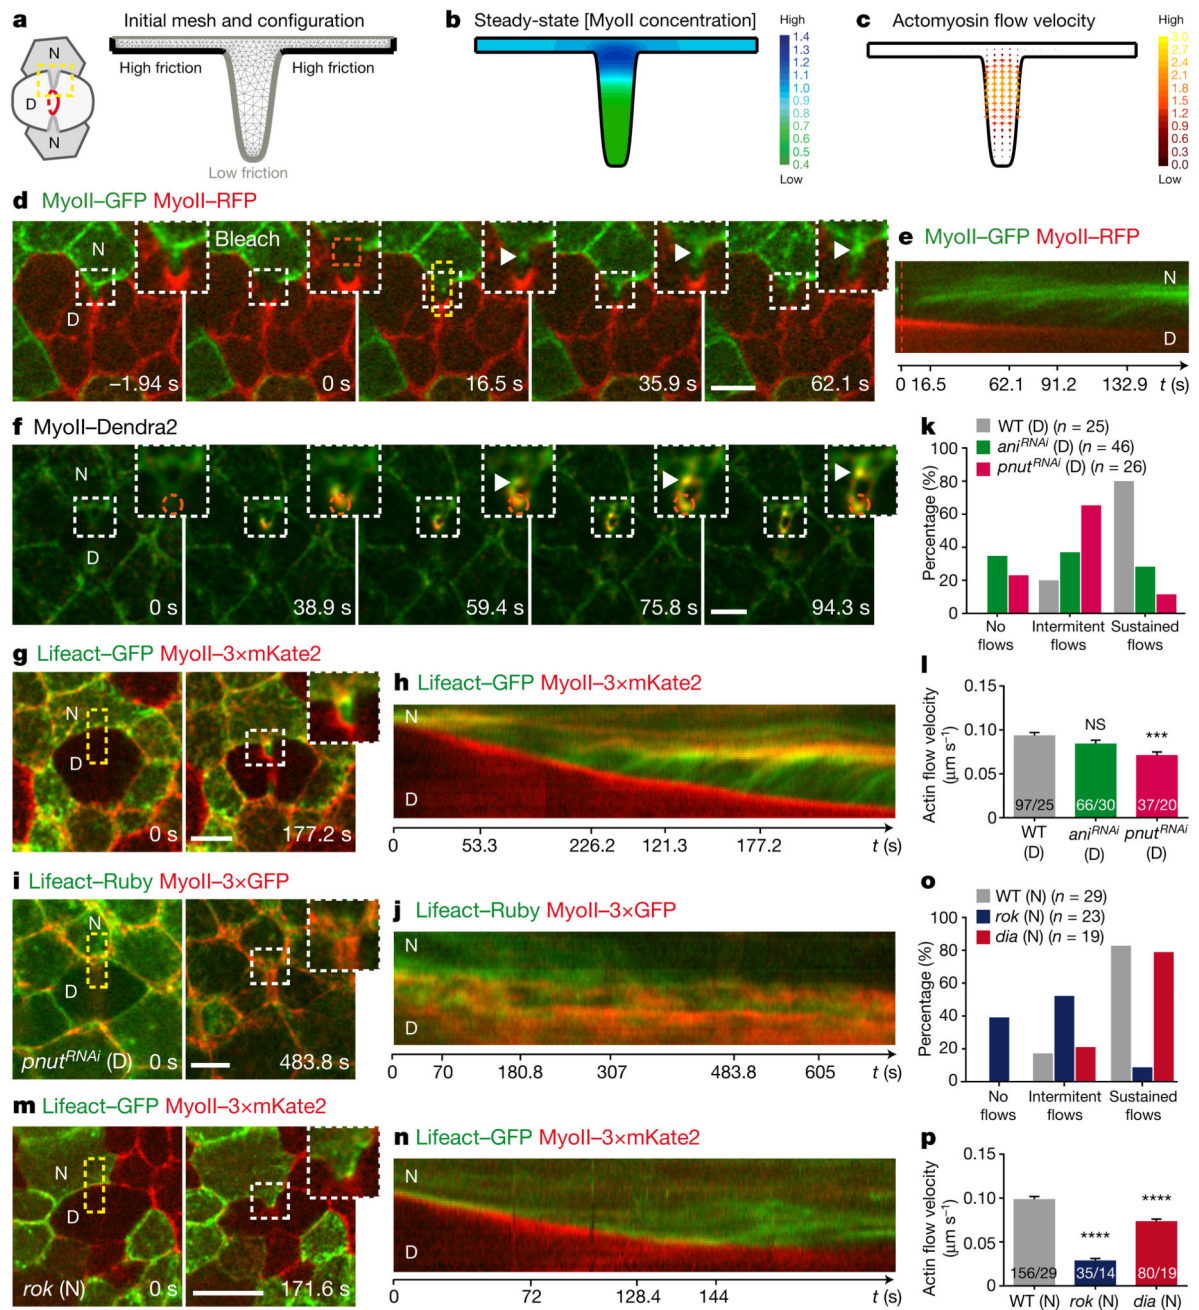 a Initial mesh and configuration
N
D
N
High friction High friction
Low friction
b Steady-state [MyoII concentration]
High
1.4
1.3
1.2
1.1
1.0
0.9
0.8
0.7
0.6
0.5
0.4
Low
c Actomyosin flow velocity
High
3.0
2.7
2.4
2.1
1.8
1.5
1.2
0.9
0.6
0.3
0.0
Low
d MyoII–GFP MyoII–RFP
N
D
Bleach
–1.94 s 0 s 16.5 s 35.9 s 62.1 s
e MyoII–GFP MyoII–RFP
N
D
0 16.5 62.1 91.2 132.9 t (s)
f MyoII–Dendra2
N
D
0 s 38.9 s 59.4 s 75.8 s 94.3 s
k WT (D) (n = 25)
ani RNAi (D) (n = 46)
pnut RNAi (D) (n = 26)
Percentage (%)
100
80
60
40
20
0
No flows
Intermitent flows
Sustained flows
g Lifeact–GFP MyoII–3×mKate2
N
D
0 s 177.2 s
h Lifeact–GFP MyoII–3×mKate2
N
D
0 53.3 226.2 121.3 177.2 t (s)
l
Actin flow velocity (μm s–1)
0.15
0.10
0.05
0
NS
***
97/25 66/30 37/20
WT (D)
ani RNAi (D)
pnut RNAi (D)
i Lifeact–Ruby MyoII–3×GFP
N
D
pnut RNAi (D) 0 s 483.8 s
j Lifeact–Ruby MyoII–3×GFP
N
D
0 70 180.8 307 483.8 605 t (s)
o WT (N) (n = 29)
rok (N) (n = 23)
dia (N) (n = 19)
Percentage (%)
100
80
60
40
20
0
No flows
Intermitent flows
Sustained flows
m Lifeact–GFP MyoII–3×mKate2
N
D
rok (N) 0 s 171.6 s
n Lifeact–GFP MyoII–3×mKate2
N
D
0 72 128.4 144 t (s)
p
Actin flow velocity (μm s–1)
0.15
0.10
0.05
0
****
****
156/29 35/14 80/19
WT (N) rok (N) dia (N)